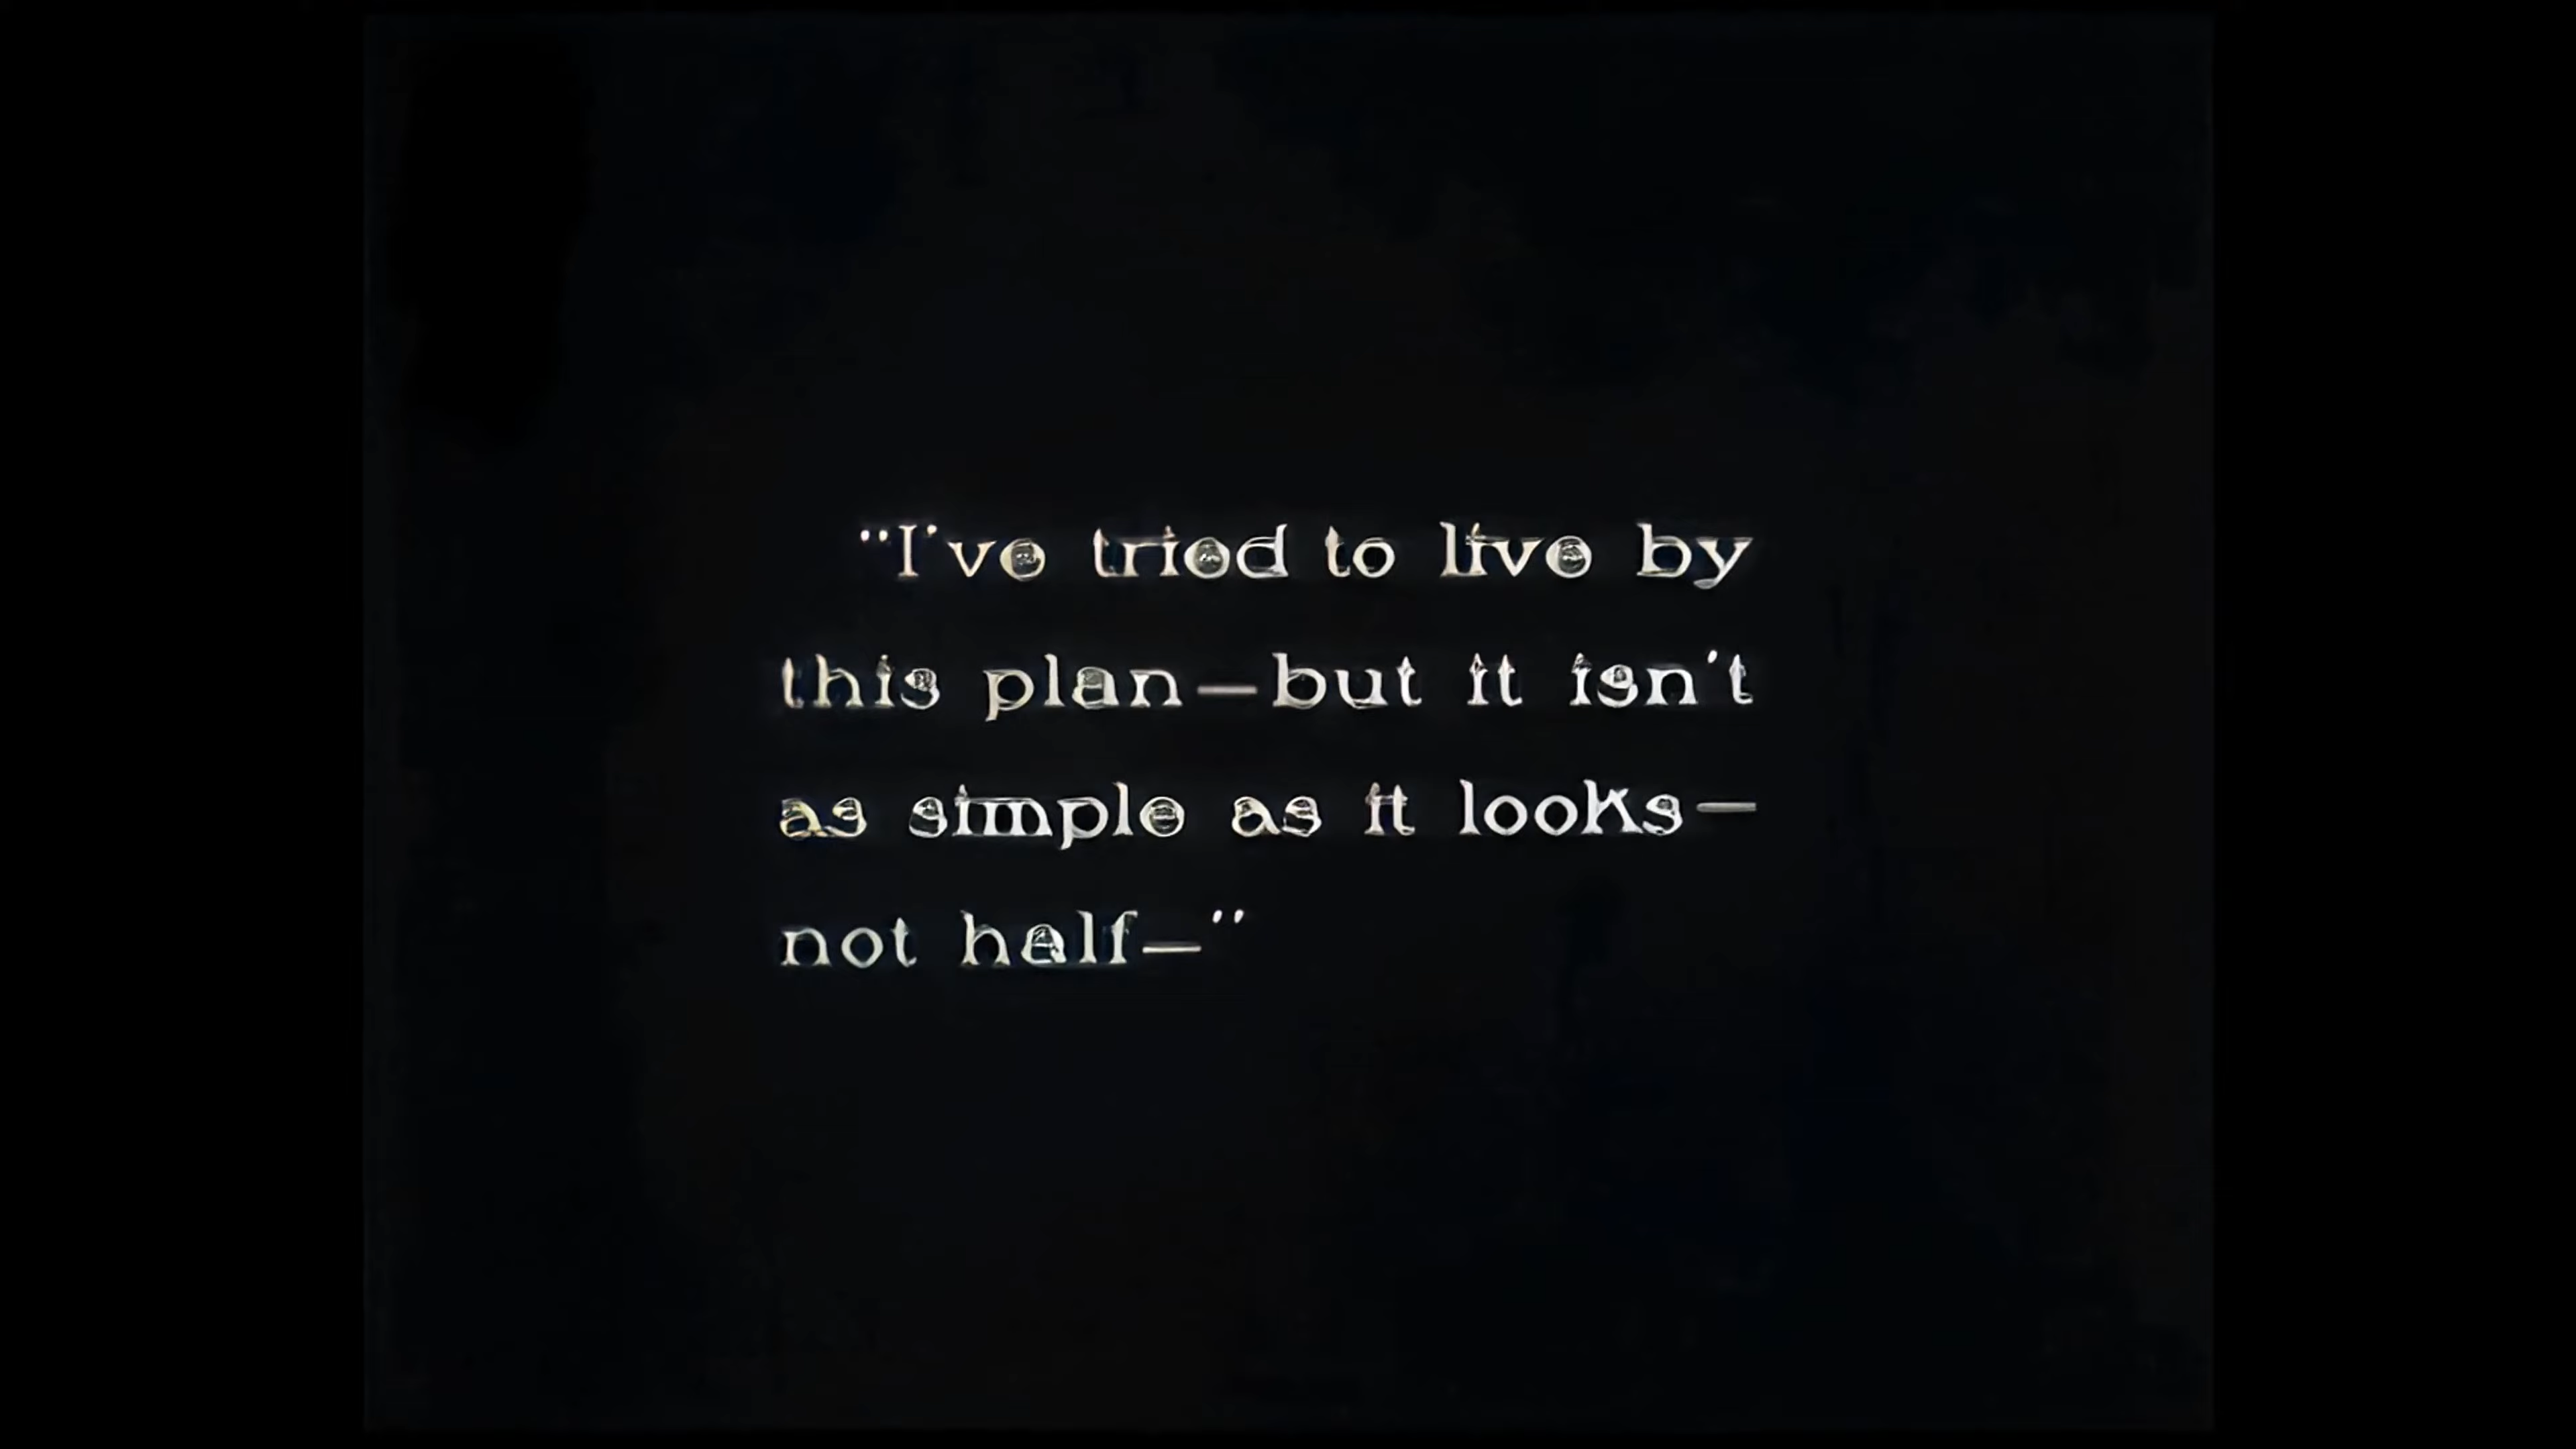 "I've tried to live by
this plan—but it isn't
as simple as it looks—
not half—"